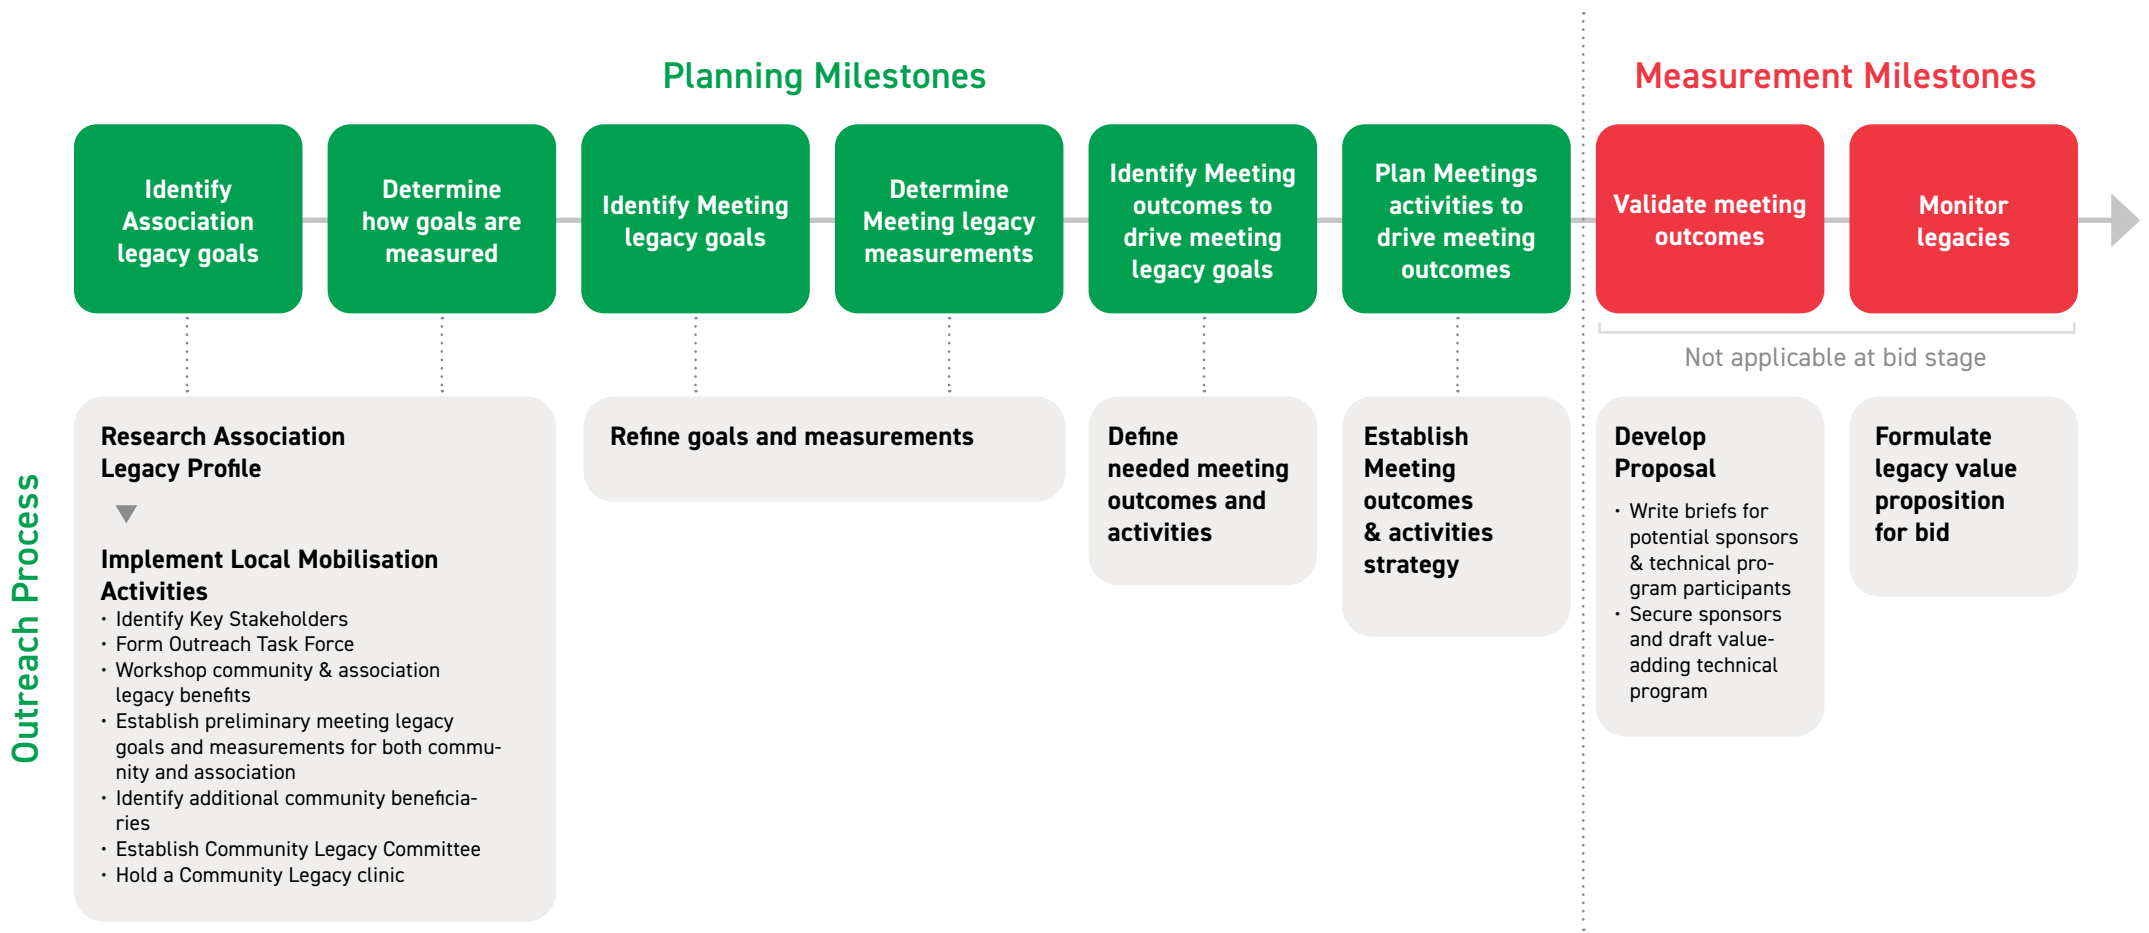 Planning Milestones
Measurement Milestones
Identify
Association
legacy goals
Determine
how goals are
measured
Identify Meeting
legacy goals
Determine
Meeting legacy
measurements
Identify Meeting
outcomes to
drive meeting
legacy goals
Plan Meetings
activities to
drive meeting
outcomes
Validate meeting
outcomes
Monitor
legacies
Not applicable at bid stage
Outreach Process
Research Association
Legacy Profile
Implement Local Mobilisation
Activities
· Identify Key Stakeholders
· Form Outreach Task Force
· Workshop community & association
legacy benefits
· Establish preliminary meeting legacy
goals and measurements for both commu-
nity and association
· Identify additional community beneficia-
ries
· Establish Community Legacy Committee
· Hold a Community Legacy clinic
Refine goals and measurements
Define
needed meeting
outcomes and
activities
Establish
Meeting
outcomes
& activities
strategy
Develop
Proposal
· Write briefs for
potential sponsors
& technical pro-
gram participants
· Secure sponsors
and draft value-
adding technical
program
Formulate
legacy value
proposition
for bid